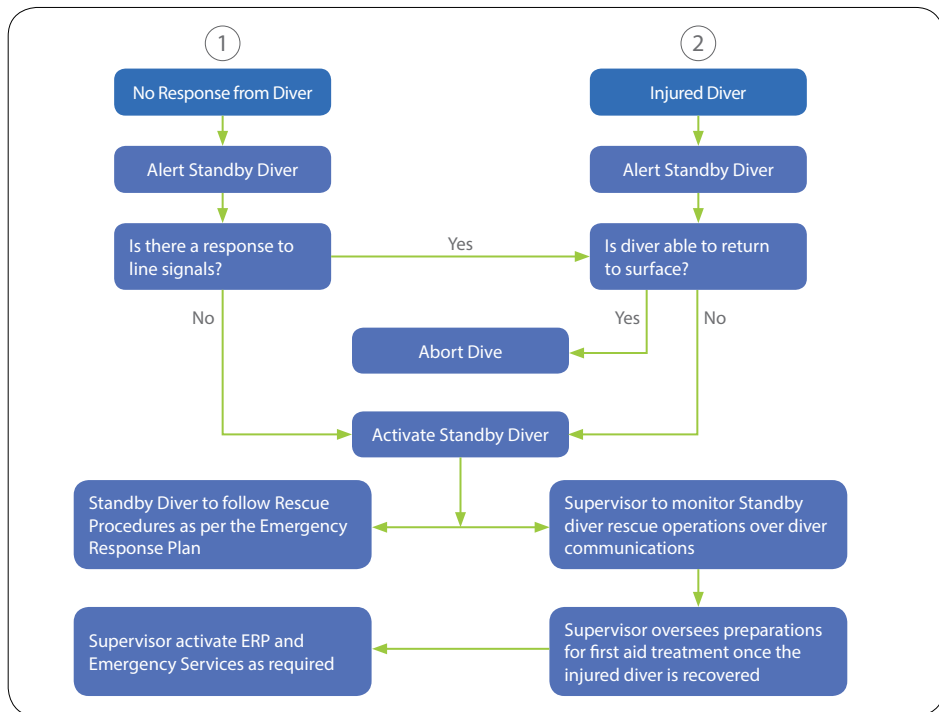 1
2
No Response from Diver
Injured Diver
Alert Standby Diver
Alert Standby Diver
Is there a response to
line signals?
Yes
Is diver able to return
to surface?
No
Yes
No
Abort Dive
Activate Standby Diver
Standby Diver to follow Rescue
Procedures as per the Emergency
Response Plan
Supervisor to monitor Standby
diver rescue operations over diver
communications
Supervisor activate ERP and
Emergency Services as required
Supervisor oversees preparations
for first aid treatment once the
injured diver is recovered